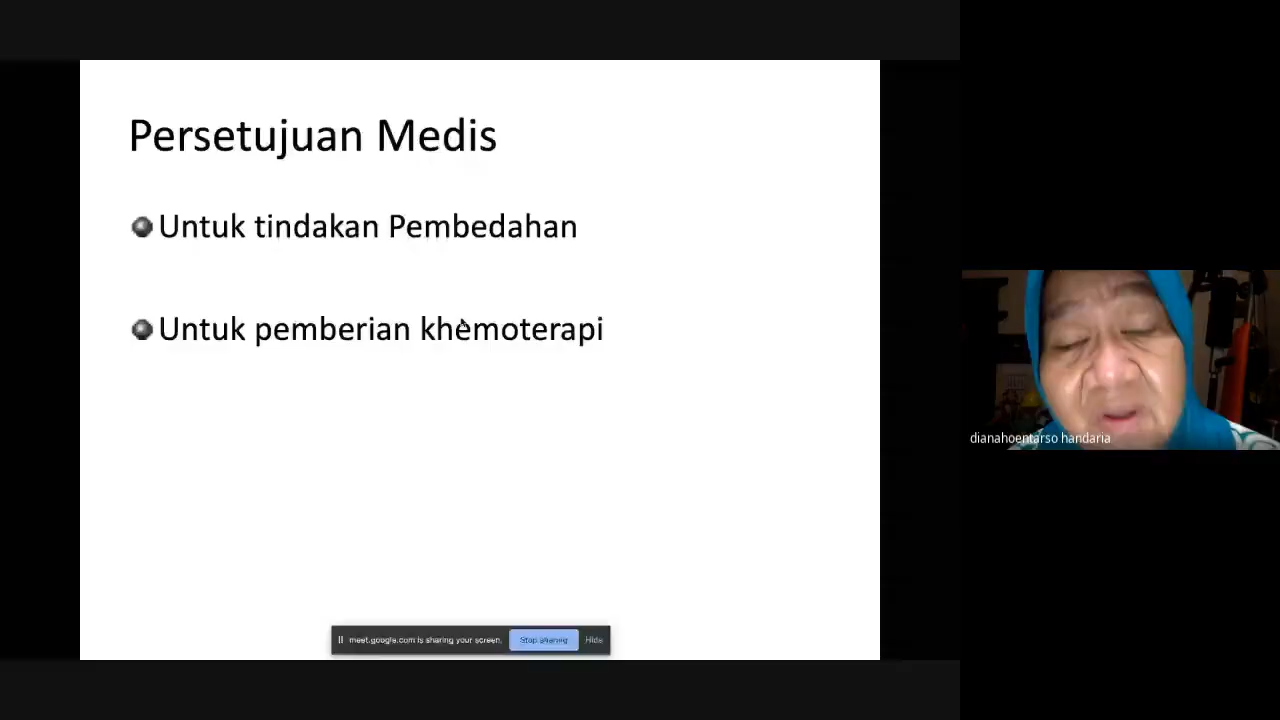 Persetujuan Medis
Untuk tindakan Pembedahan
Untuk pemberian khemoterapi
dianahoentarso handaria
meet.google.com is sharing your screen. Stop sharing Hide